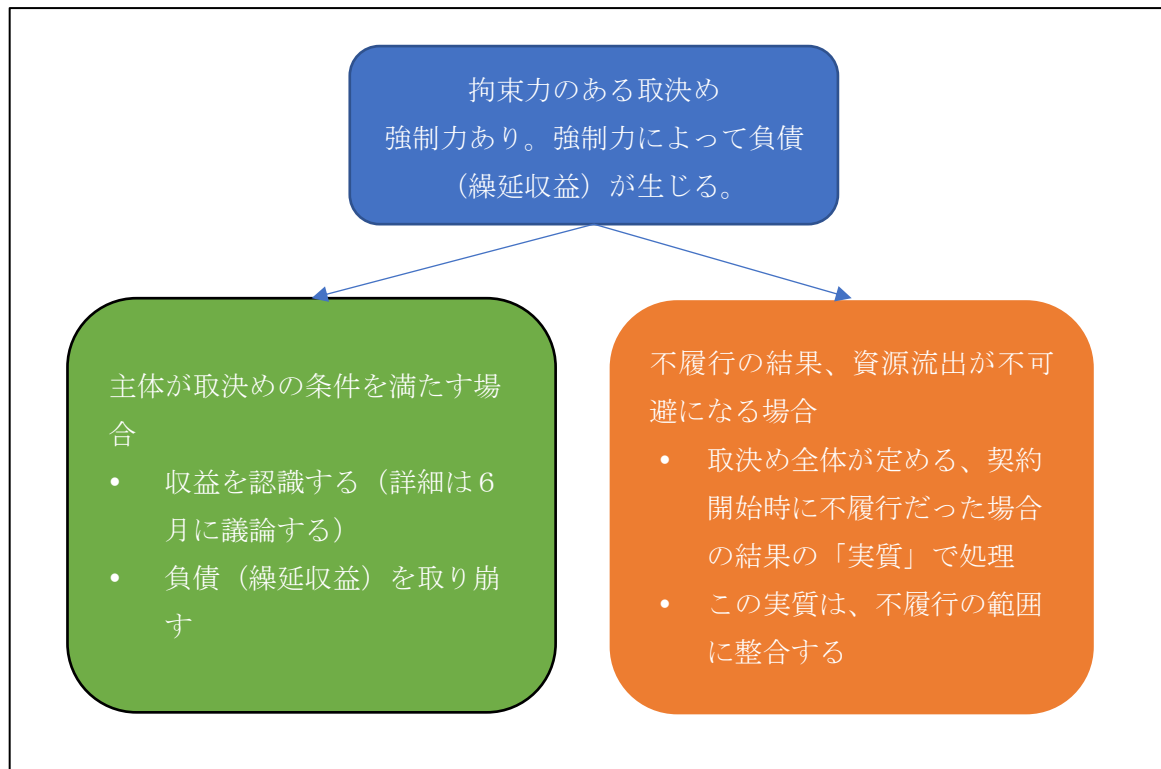 拘束力のある取決め
強制力あり。強制力によって負債
（繰延収益）が生じる。
主体が取決めの条件を満たす場
合
• 収益を認識する（詳細は６
月に議論する）
• 負債（繰延収益）を取り崩
す
不履行の結果、資源流出が不可
避になる場合
• 取決め全体が定める、契約
開始時に不履行だった場合
の結果の「実質」で処理
• この実質は、不履行の範囲
に整合する